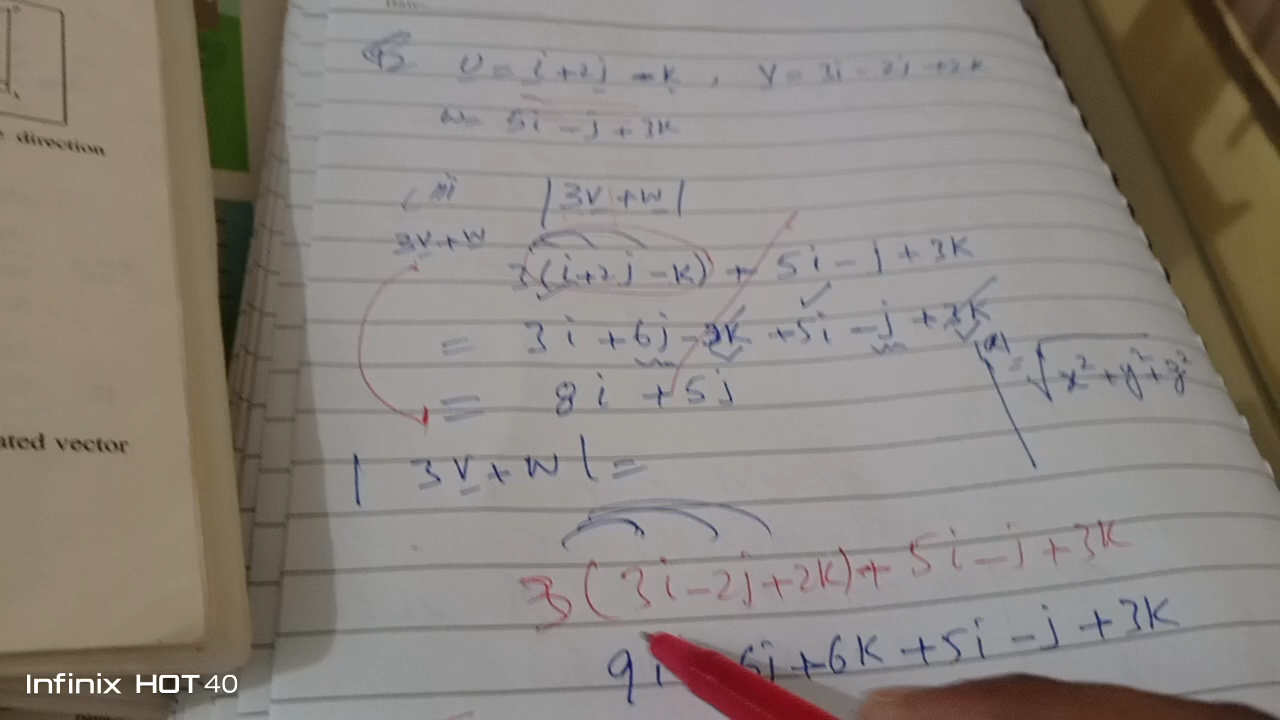 U = i + 2j - k , V = 3i - 2j + 2k
w = 5i - j + 3k
iii |3V + w|
3V + W
3(i + 2j - k) + 5i - j + 3k
= 3i + 6j - 3k + 5i - j + 3k
= 8i + 5j
= √x² + y² + z²
| 3V + W | =
3(3i - 2j + 2k) + 5i - j + 3k
9i 6j + 6k + 5i - j + 3k
direction
ated vector
Infinix HOT 40